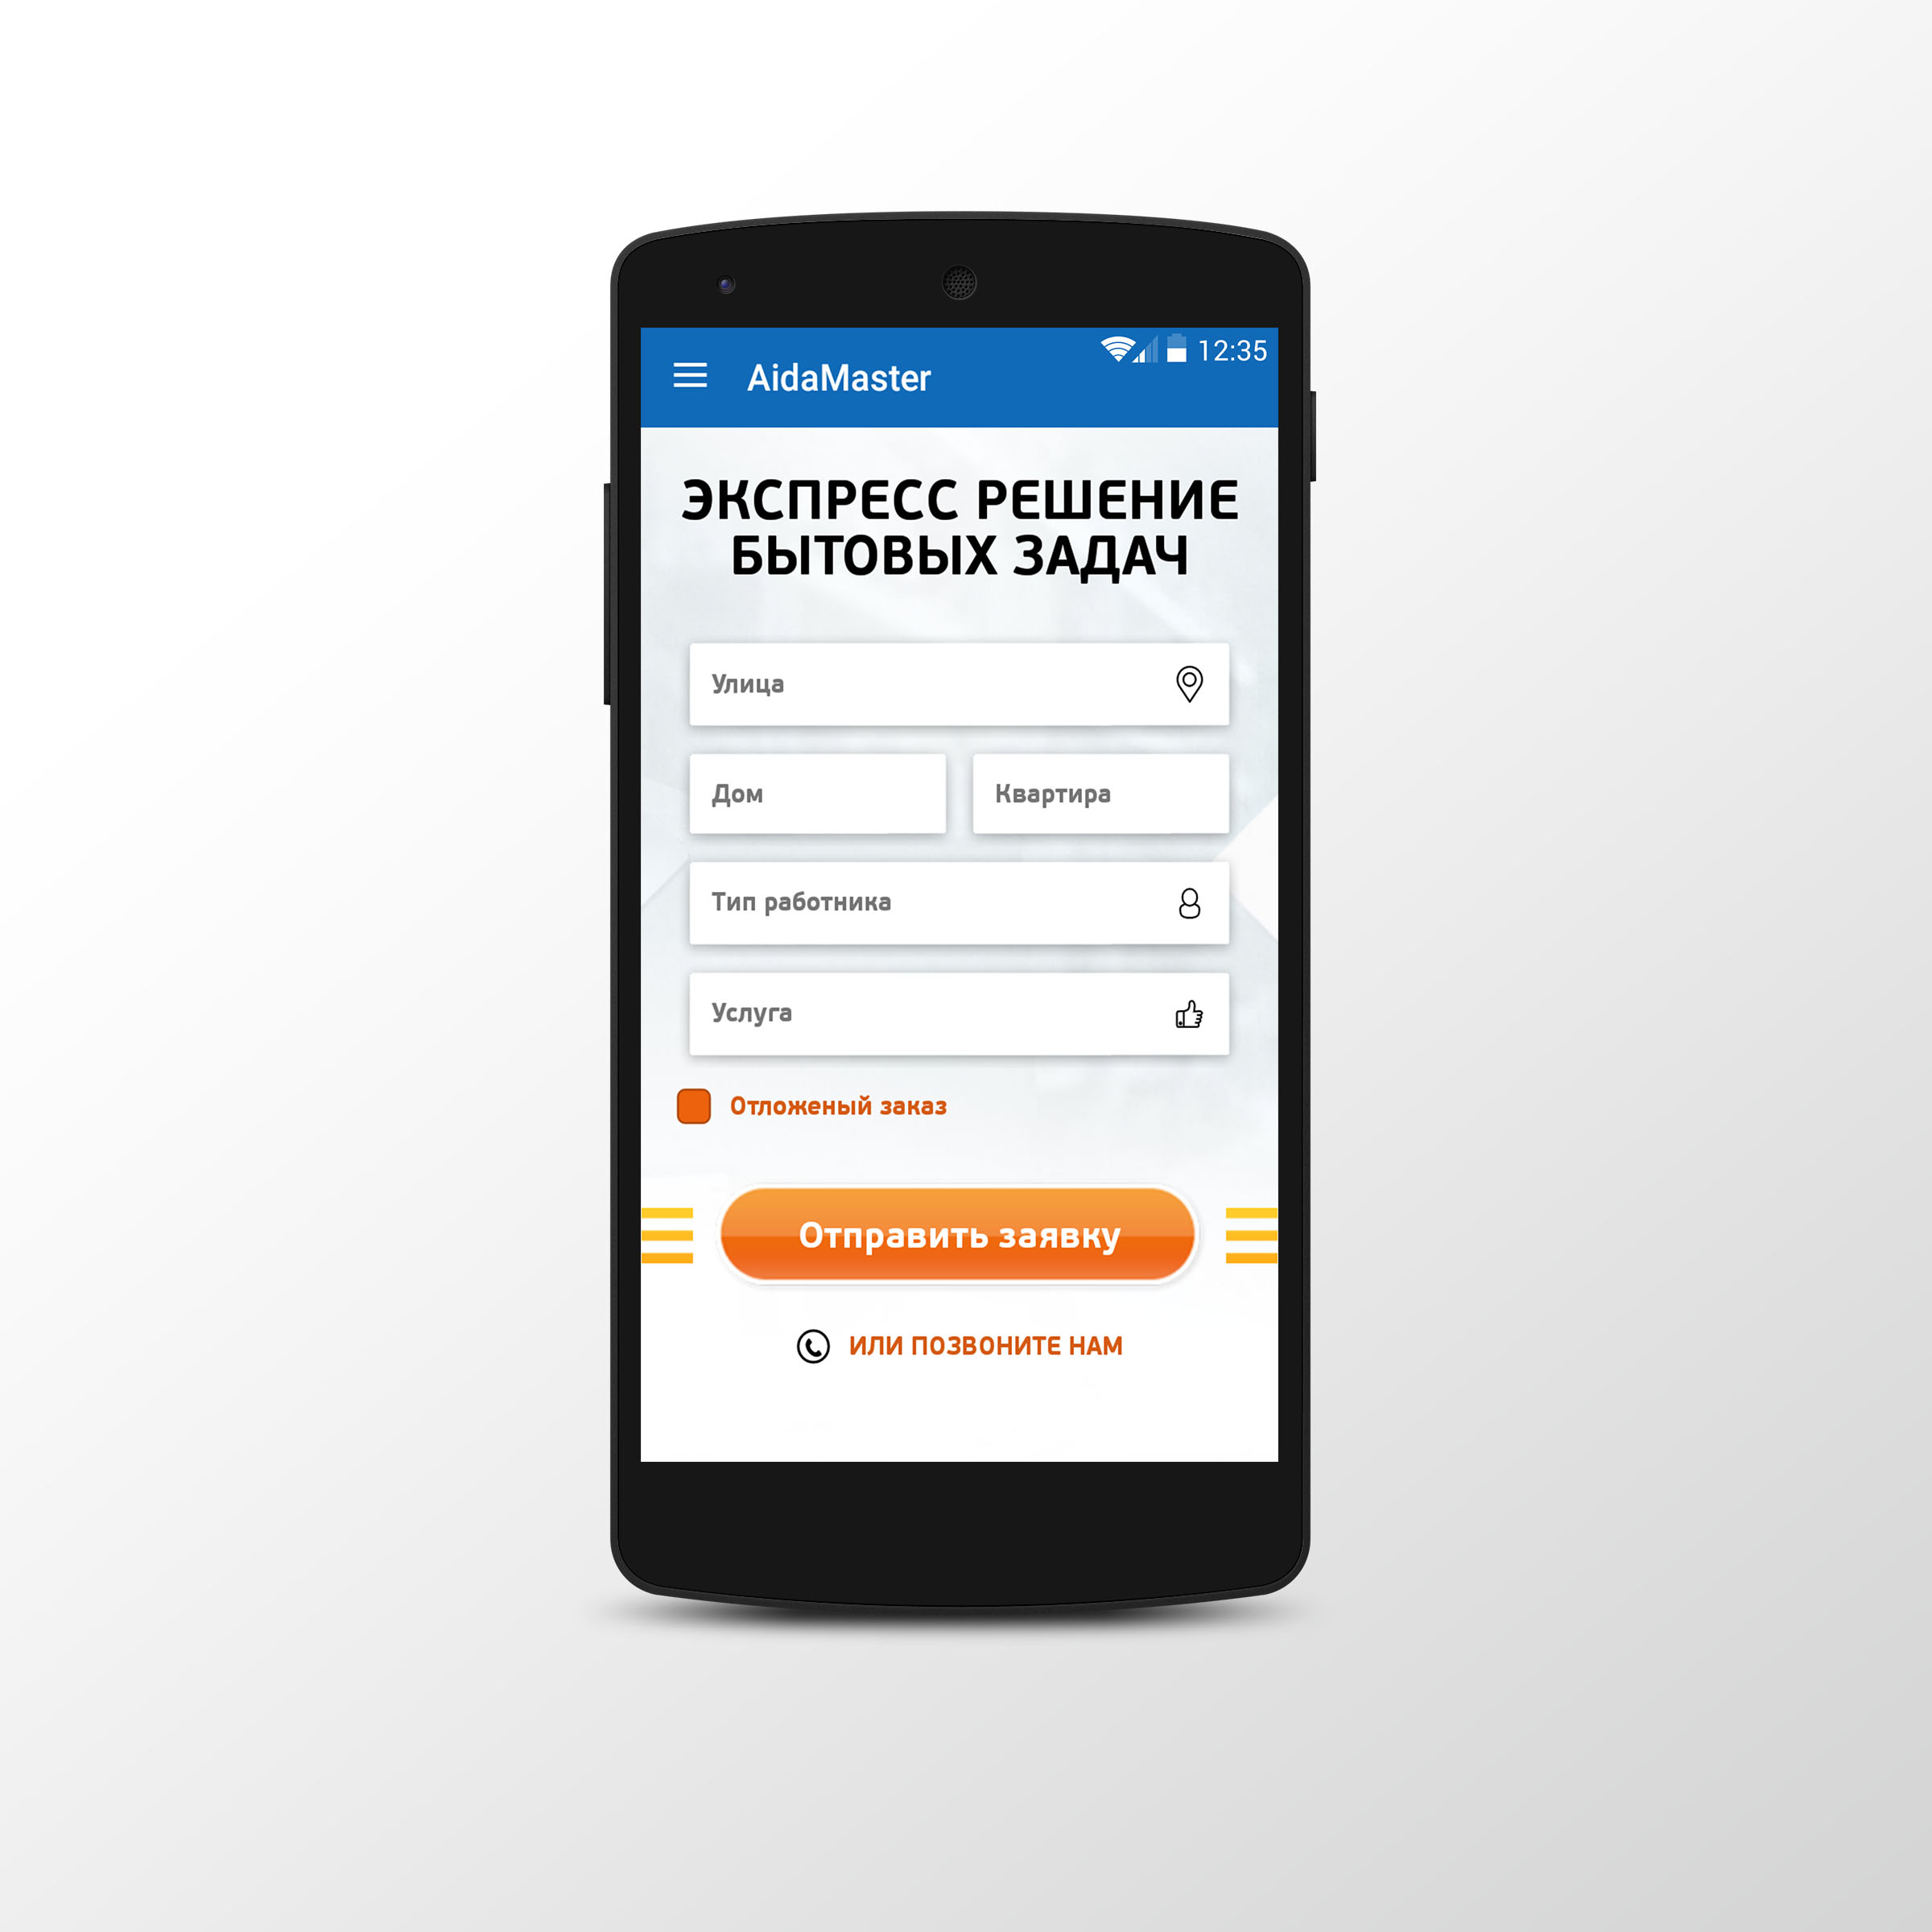 12:35
AidaMaster
ЭКСПРЕСС РЕШЕНИЕ
БЫТОВЫХ ЗАДАЧ
Улица
Дом
Квартира
Тип работника
Услуга
Отложеный заказ
Отправить заявку
ИЛИ ПОЗВОНИТЕ НАМ